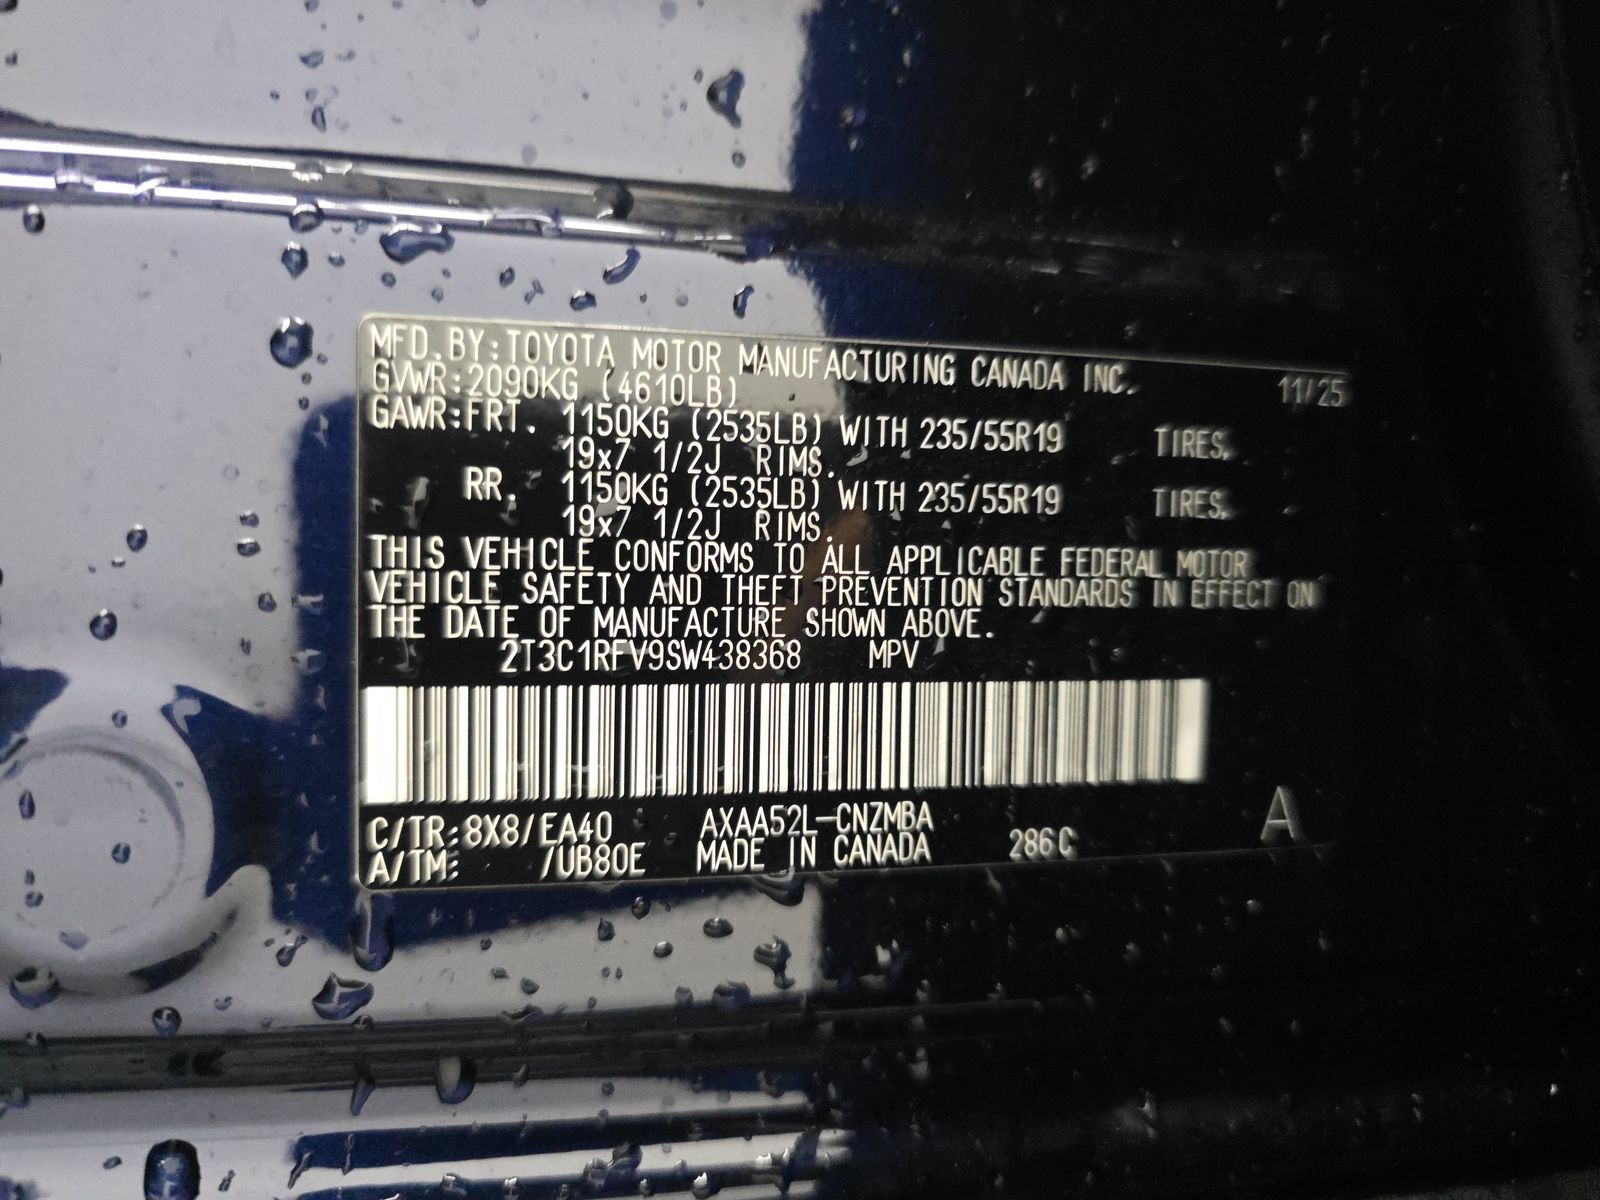 MFD.BY:TOYOTA MOTOR MANUFACTURING CANADA INC. 11/25
GVWR:2090KG (4610LB)
GAWR:FRT. 1150KG (2535LB) WITH 235/55R19 TIRES,
19x7 1/2J RIMS.
RR. 1150KG (2535LB) WITH 235/55R19 TIRES,
19x7 1/2J RIMS.
THIS VEHICLE CONFORMS TO ALL APPLICABLE FEDERAL MOTOR
VEHICLE SAFETY AND THEFT PREVENTION STANDARDS IN EFFECT ON
THE DATE OF MANUFACTURE SHOWN ABOVE.
2T3C1RFV9SW438368 MPV
C/TR:8X8/EA40 AXAA52L-CNZMBA
A/TM: /UB80E MADE IN CANADA 286C
A